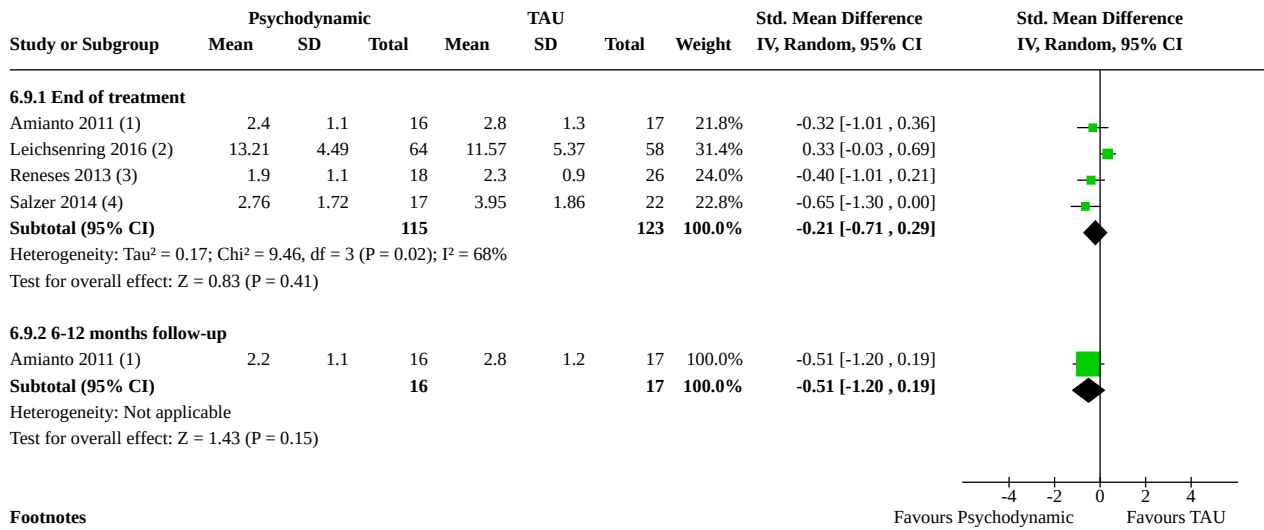 Psychodynamic TAU Std. Mean Difference Std. Mean Difference
Study or Subgroup Mean SD Total Mean SD Total Weight IV, Random, 95% CI IV, Random, 95% CI
6.9.1 End of treatment
Amianto 2011 (1) 2.4 1.1 16 2.8 1.3 17 21.8% -0.32 [-1.01 , 0.36]
Leichsenring 2016 (2) 13.21 4.49 64 11.57 5.37 58 31.4% 0.33 [-0.03 , 0.69]
Reneses 2013 (3) 1.9 1.1 18 2.3 0.9 26 24.0% -0.40 [-1.01 , 0.21]
Salzer 2014 (4) 2.76 1.72 17 3.95 1.86 22 22.8% -0.65 [-1.30 , 0.00]
Subtotal (95% CI) 115 123 100.0% -0.21 [-0.71 , 0.29]
Heterogeneity: Tau² = 0.17; Chi² = 9.46, df = 3 (P = 0.02); I² = 68%
Test for overall effect: Z = 0.83 (P = 0.41)
6.9.2 6-12 months follow-up
Amianto 2011 (1) 2.2 1.1 16 2.8 1.2 17 100.0% -0.51 [-1.20 , 0.19]
Subtotal (95% CI) 16 17 100.0% -0.51 [-1.20 , 0.19]
Heterogeneity: Not applicable
Test for overall effect: Z = 1.43 (P = 0.15)
-4 -2 0 2 4
Footnotes Favours Psychodynamic Favours TAU